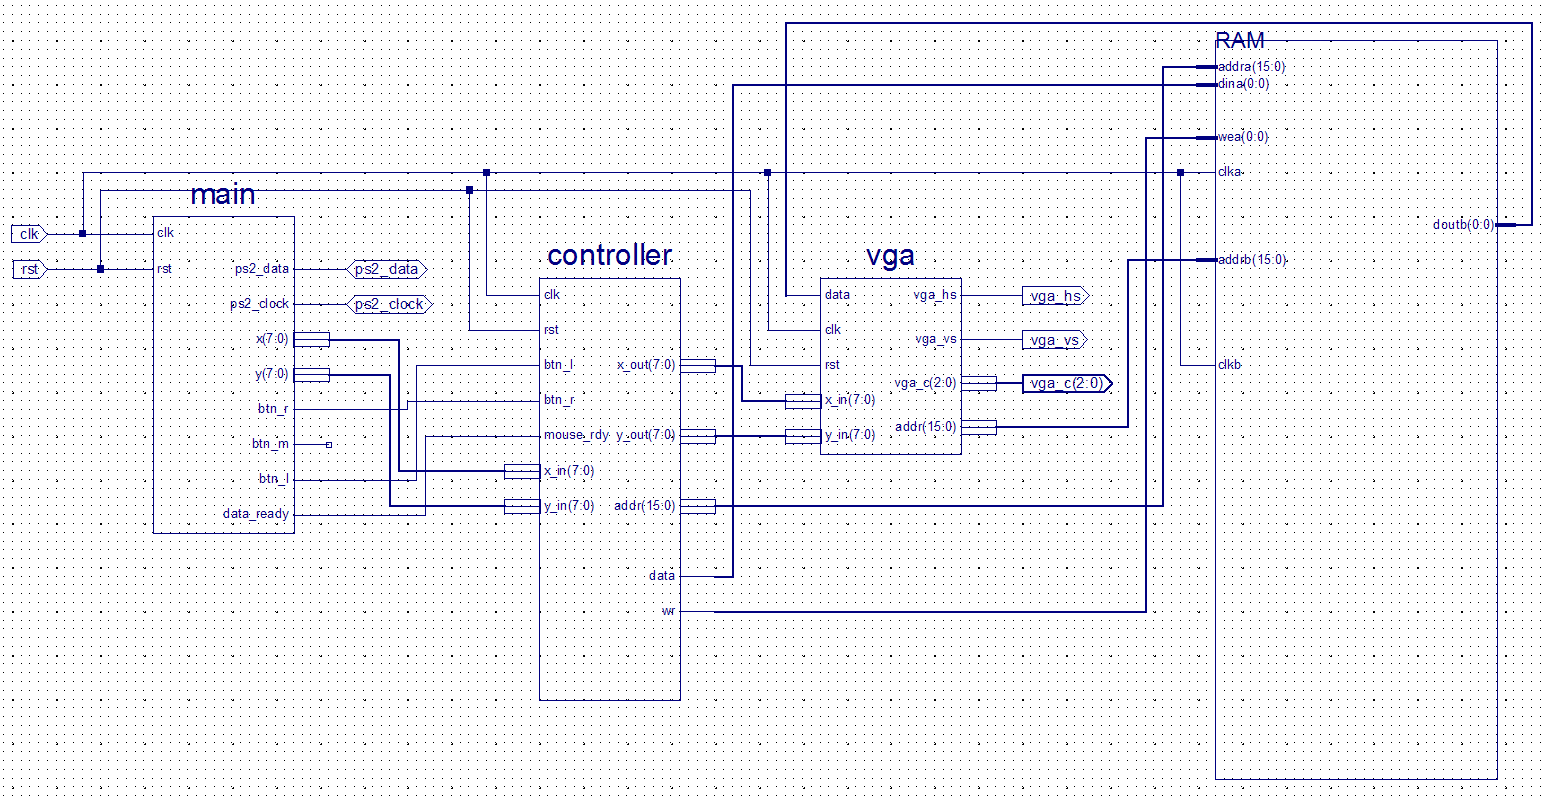 RAM
addra(15:0)
dina(0:0)
wea(0:0)
clka
doutb(0:0)
addrb(15:0)
clkb
main
clk
rst
clk
rst
ps2_data
ps2_clock
x(7:0)
y(7:0)
btn_r
btn_m
btn_l
data_ready
ps2_data
ps2_clock
controller
clk
rst
btn_l
btn_r
mouse_rdy
x_in(7:0)
y_in(7:0)
x_out(7:0)
y_out(7:0)
addr(15:0)
data
wr
vga
data
clk
rst
x_in(7:0)
y_in(7:0)
vga_hs
vga_vs
vga_c(2:0)
addr(15:0)
vga_hs
vga_vs
vga_c(2:0)